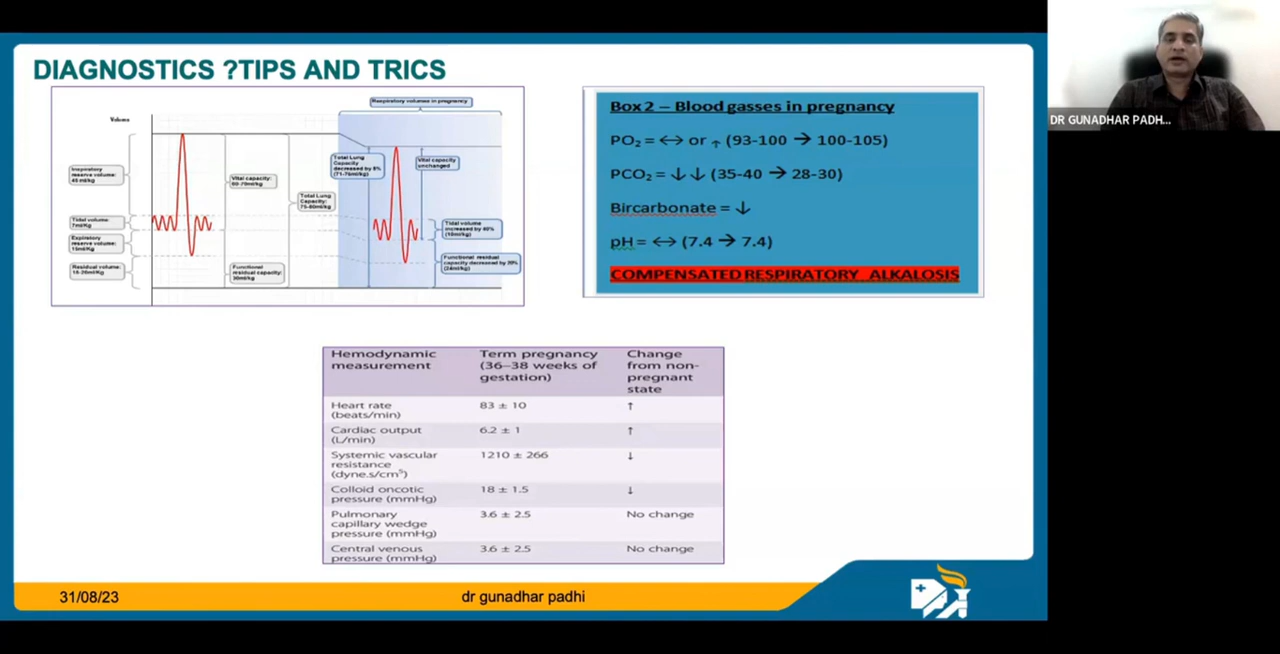 DIAGNOSTICS ?TIPS AND TRICS
Respiratory volumes in pregnancy
Volume
Inspiratory
reserve volume:
45 ml/kg
Tidal volume:
7ml/Kg
Expiratory
reserve volume:
15ml/Kg
Residual volume:
15-20ml/Kg
Vital capacity:
60-70ml/kg
Total Lung
Capacity:
75-80ml/kg
Functional
residual capacity:
30ml/kg
Total Lung
Capacity
decreased by 5%
(71-76ml/kg)
Vital capacity
unchanged
Tidal volume
increased by 40%
(10ml/kg)
Functional residual
capacity decreased by 20%
(24ml/kg)
Box 2 – Blood gasses in pregnancy
PO₂ = ↔ or ↑ (93-100 → 100-105)
PCO₂ = ↓↓ (35-40 → 28-30)
Bircarbonate = ↓
pH = ↔ (7.4 → 7.4)
COMPENSATED RESPIRATORY ALKALOSIS
Hemodynamic
measurement
Term pregnancy
(36–38 weeks of
gestation)
Change
from non-
pregnant
state
Heart rate
(beats/min)
83 ± 10
↑
Cardiac output
(L/min)
6.2 ± 1
↑
Systemic vascular
resistance
(dyne.s/cm⁵)
1210 ± 266
↓
Colloid oncotic
pressure (mmHg)
18 ± 1.5
↓
Pulmonary
capillary wedge
pressure (mmHg)
3.6 ± 2.5
No change
Central venous
pressure (mmHg)
3.6 ± 2.5
No change
31/08/23
dr gunadhar padhi
DR GUNADHAR PADH...